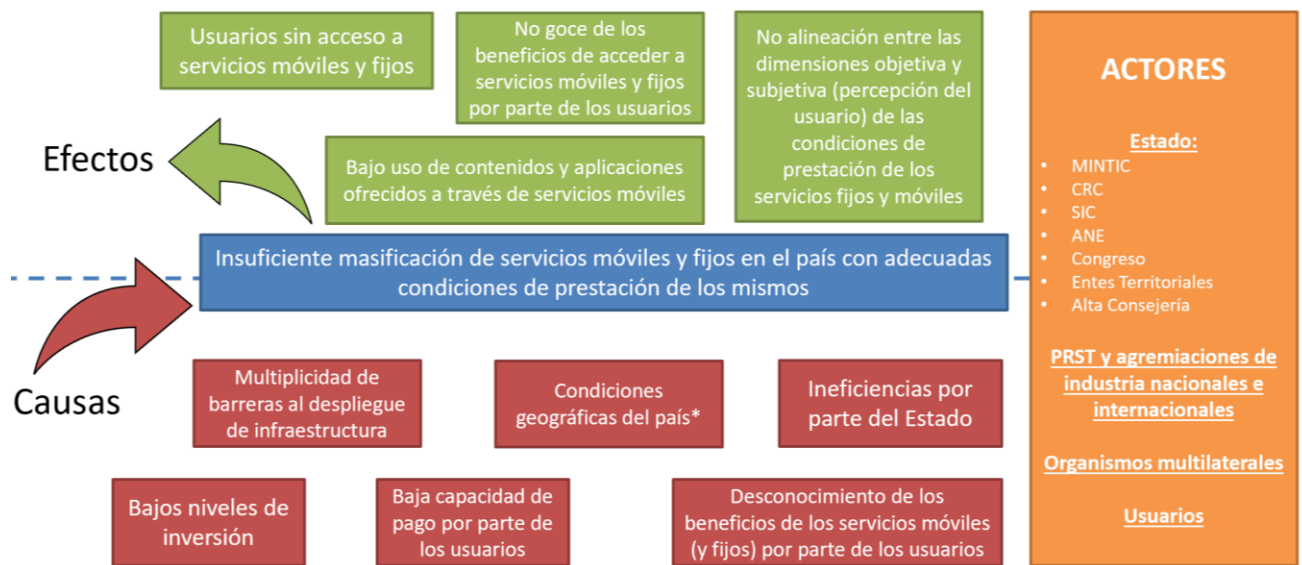 Usuarios sin acceso a
servicios móviles y fijos
No goce de los
beneficios de acceder a
servicios móviles y fijos
por parte de los usuarios
No alineación entre las
dimensiones objetiva y
subjetiva (percepción del
usuario) de las
condiciones de
prestación de los
servicios fijos y móviles
Efectos
Bajo uso de contenidos y aplicaciones
ofrecidos a través de servicios móviles
Insuficiente masificación de servicios móviles y fijos en el país con adecuadas
condiciones de prestación de los mismos
Causas
Multiplicidad de
barreras al despliegue
de infraestructura
Condiciones
geográficas del país*
Ineficiencias por
parte del Estado
Bajos niveles de
inversión
Baja capacidad de
pago por parte de
los usuarios
Desconocimiento de los
beneficios de los servicios móviles
(y fijos) por parte de los usuarios
ACTORES
Estado:
• MINTIC
• CRC
• SIC
• ANE
• Congreso
• Entes Territoriales
• Alta Consejería
PRST y agremiaciones de
industria nacionales e
internacionales
Organismos multilaterales
Usuarios